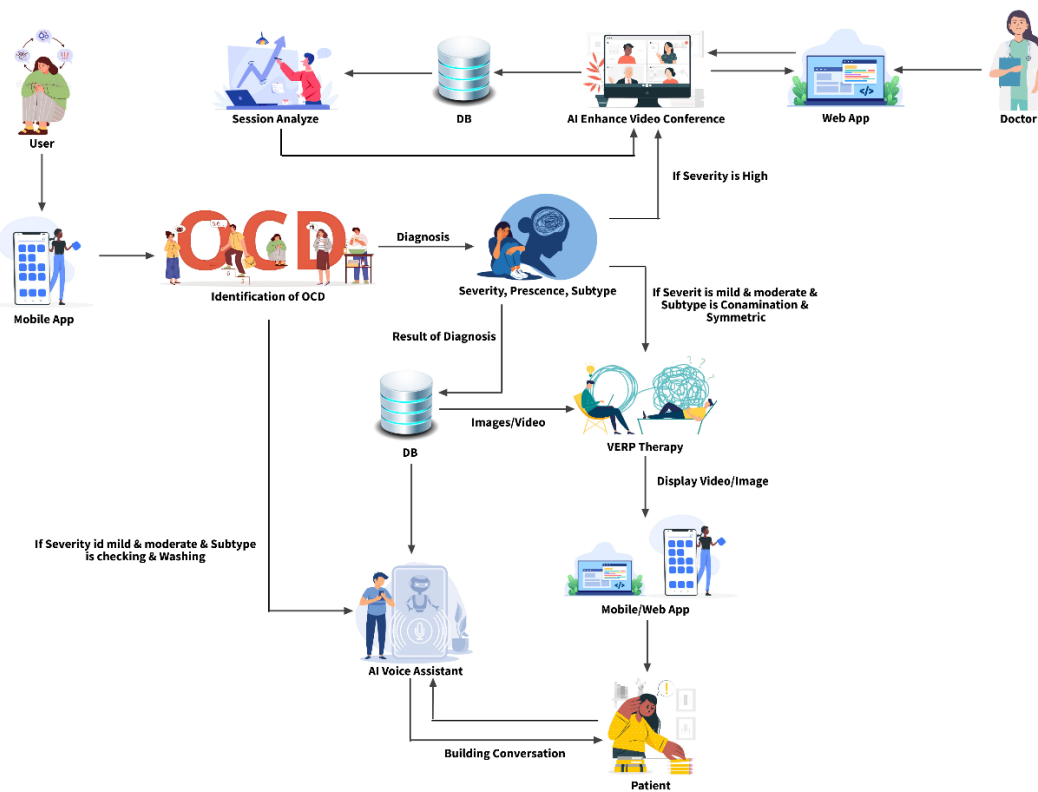 Session Analyze
DB
AI Enhance Video Conference
Web App
Doctor
User
If Severity is High
OCD
Diagnosis
Identification of OCD
Severity, Prescence, Subtype
If Severit is mild & moderate &
Subtype is Conamination &
Symmetric
Mobile App
Result of Diagnosis
Images/Video
DB
VERP Therapy
Display Video/Image
If Severity id mild & moderate & Subtype
is checking & Washing
Mobile/Web App
AI Voice Assistant
Building Conversation
Patient